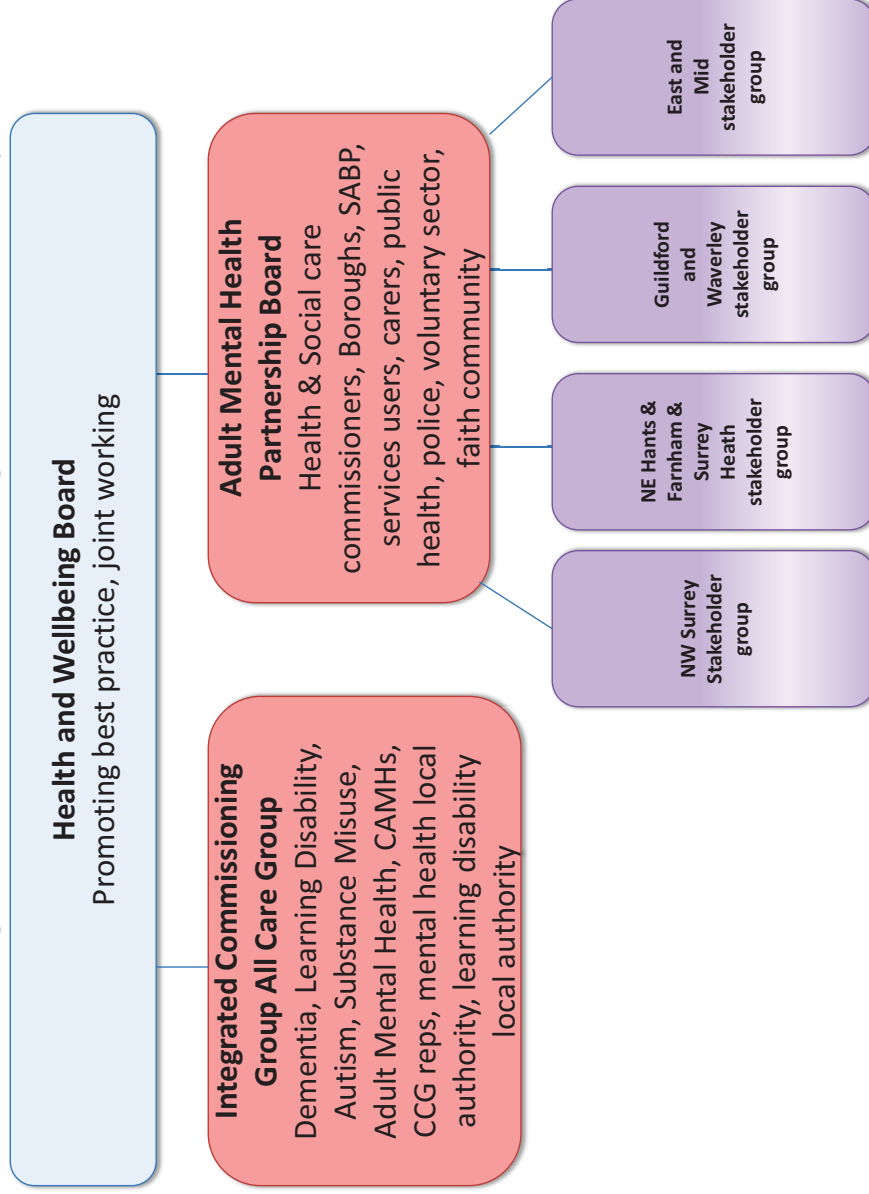 Health and Wellbeing Board
Promoting best practice, joint working
Integrated Commissioning
Group All Care Group
Dementia, Learning Disability,
Autism, Substance Misuse,
Adult Mental Health, CAMHs,
CCG reps, mental health local
authority, learning disability
local authority
Adult Mental Health
Partnership Board
Health & Social care
commissioners, Boroughs, SABP,
services users, carers, public
health, police, voluntary sector,
faith community
NW Surrey
Stakeholder
group
NE Hants &
Farnham &
Surrey
Heath
stakeholder
group
Guildford
and
Waverley
stakeholder
group
East and
Mid
stakeholder
group